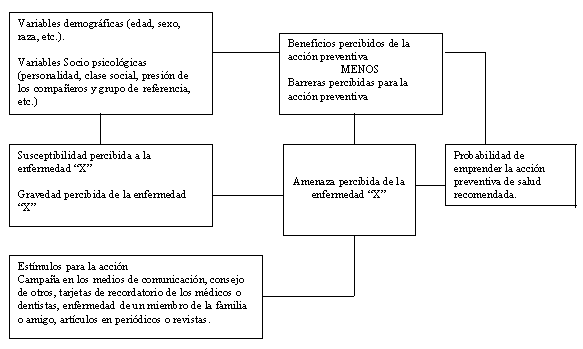 Variables demográficas (edad, sexo,
raza, etc.).
Variables Socio psicológicas
(personalidad, clase social, presión de
los compañeros y grupo de referencia,
etc.)
Beneficios percibidos de la
acción preventiva
MENOS
Barreras percibidas para la
acción preventiva
Susceptibilidad percibida a la
enfermedad “X”
Gravedad percibida de la enfermedad
“X”
Amenaza percibida de la
enfermedad “X”
Probabilidad de
emprender la acción
preventiva de salud
recomendada.
Estímulos para la acción
Campaña en los medios de comunicación, consejo
de otros, tarjetas de recordatorio de los médicos o
dentistas, enfermedad de un miembro de la familia
o amigo, artículos en periódicos o revistas.